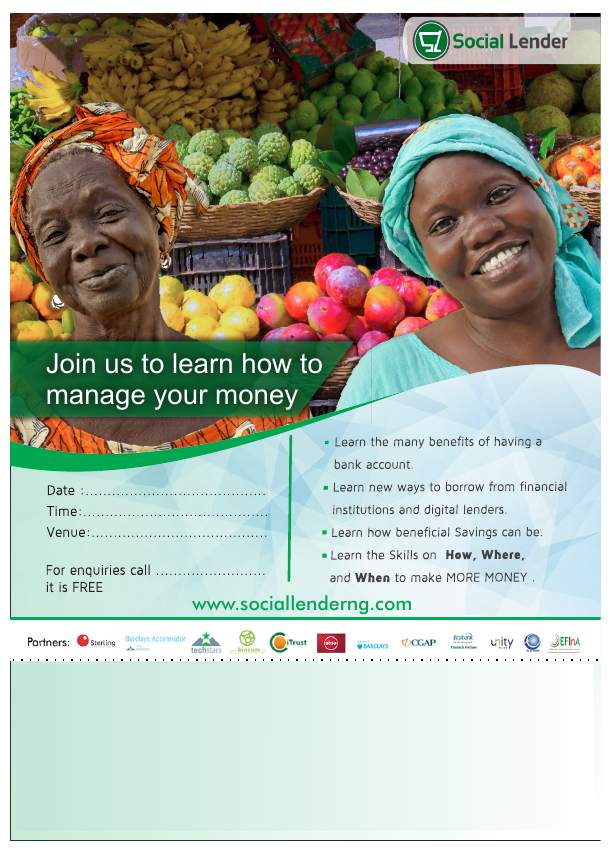 Social Lender
Join us to learn how to
manage your money
Date :.........................................
Time:..........................................
Venue:........................................
For enquiries call .........................
it is FREE
Learn the many benefits of having a
bank account.
Learn new ways to borrow from financial
institutions and digital lenders.
Learn how beneficial Savings can be.
Learn the Skills on How, Where,
and When to make MORE MONEY .
www.sociallenderng.com
Partners: Sterling Barclays Accelerator techstars bincom iTrust BARCLAYS CGAP Ecobank Fintech Fellow unity EFInA